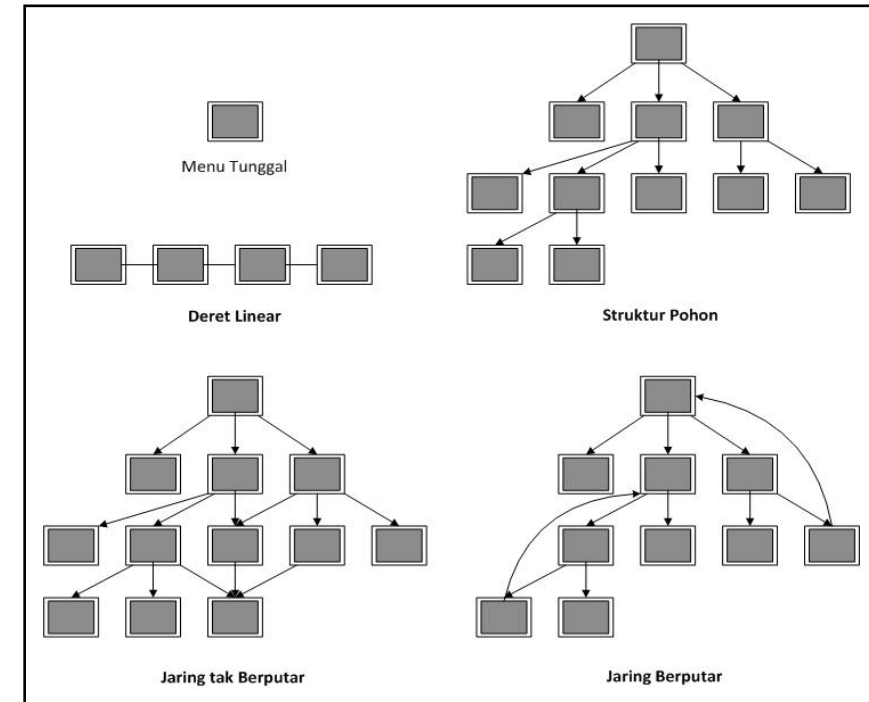 Menu Tunggal
Deret Linear
Struktur Pohon
Jaring tak Berputar
Jaring Berputar